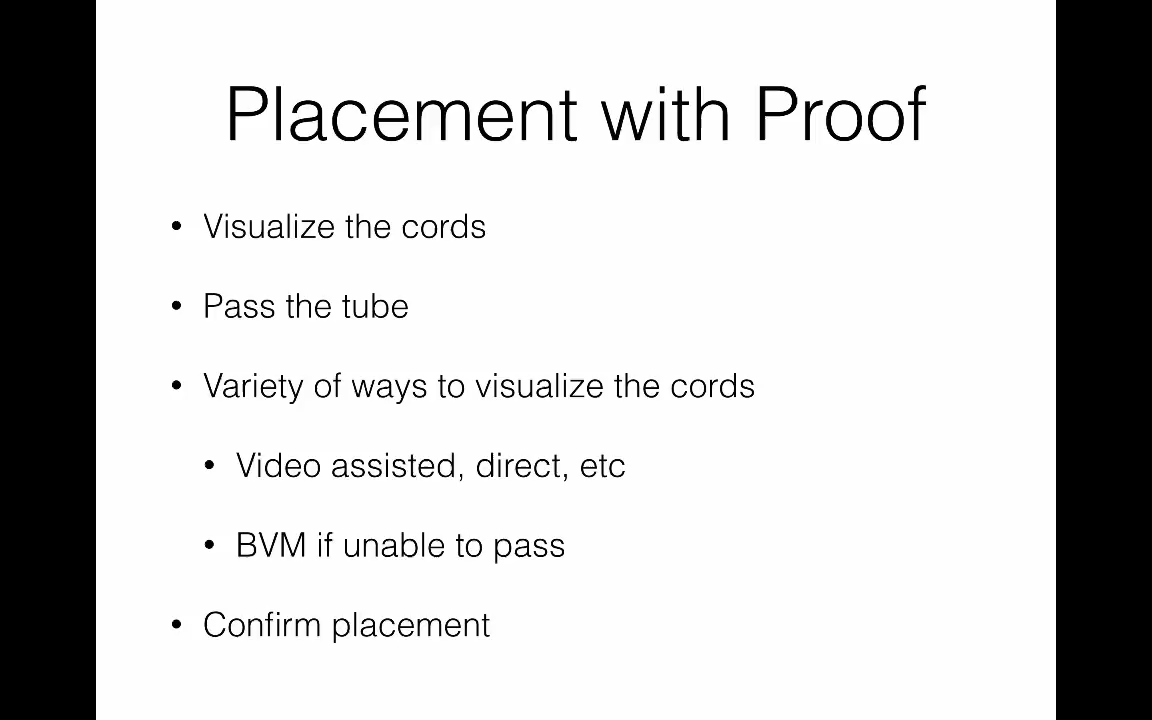 Placement with Proof
• Visualize the cords
• Pass the tube
• Variety of ways to visualize the cords
• Video assisted, direct, etc
• BVM if unable to pass
• Confirm placement